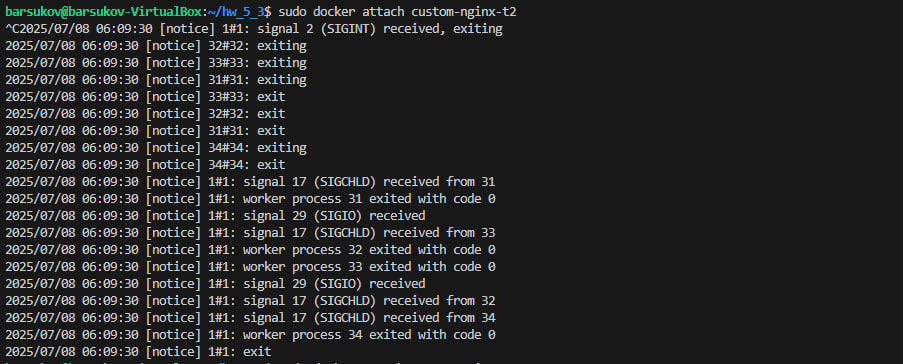 barsukov@barsukov-VirtualBox:~/hw_5_3$ sudo docker attach custom-nginx-t2
^C2025/07/08 06:09:30 [notice] 1#1: signal 2 (SIGINT) received, exiting
2025/07/08 06:09:30 [notice] 32#32: exiting
2025/07/08 06:09:30 [notice] 33#33: exiting
2025/07/08 06:09:30 [notice] 31#31: exiting
2025/07/08 06:09:30 [notice] 33#33: exit
2025/07/08 06:09:30 [notice] 32#32: exit
2025/07/08 06:09:30 [notice] 31#31: exit
2025/07/08 06:09:30 [notice] 34#34: exiting
2025/07/08 06:09:30 [notice] 34#34: exit
2025/07/08 06:09:30 [notice] 1#1: signal 17 (SIGCHLD) received from 31
2025/07/08 06:09:30 [notice] 1#1: worker process 31 exited with code 0
2025/07/08 06:09:30 [notice] 1#1: signal 29 (SIGIO) received
2025/07/08 06:09:30 [notice] 1#1: signal 17 (SIGCHLD) received from 33
2025/07/08 06:09:30 [notice] 1#1: worker process 32 exited with code 0
2025/07/08 06:09:30 [notice] 1#1: worker process 33 exited with code 0
2025/07/08 06:09:30 [notice] 1#1: signal 29 (SIGIO) received
2025/07/08 06:09:30 [notice] 1#1: signal 17 (SIGCHLD) received from 32
2025/07/08 06:09:30 [notice] 1#1: signal 17 (SIGCHLD) received from 34
2025/07/08 06:09:30 [notice] 1#1: worker process 34 exited with code 0
2025/07/08 06:09:30 [notice] 1#1: exit